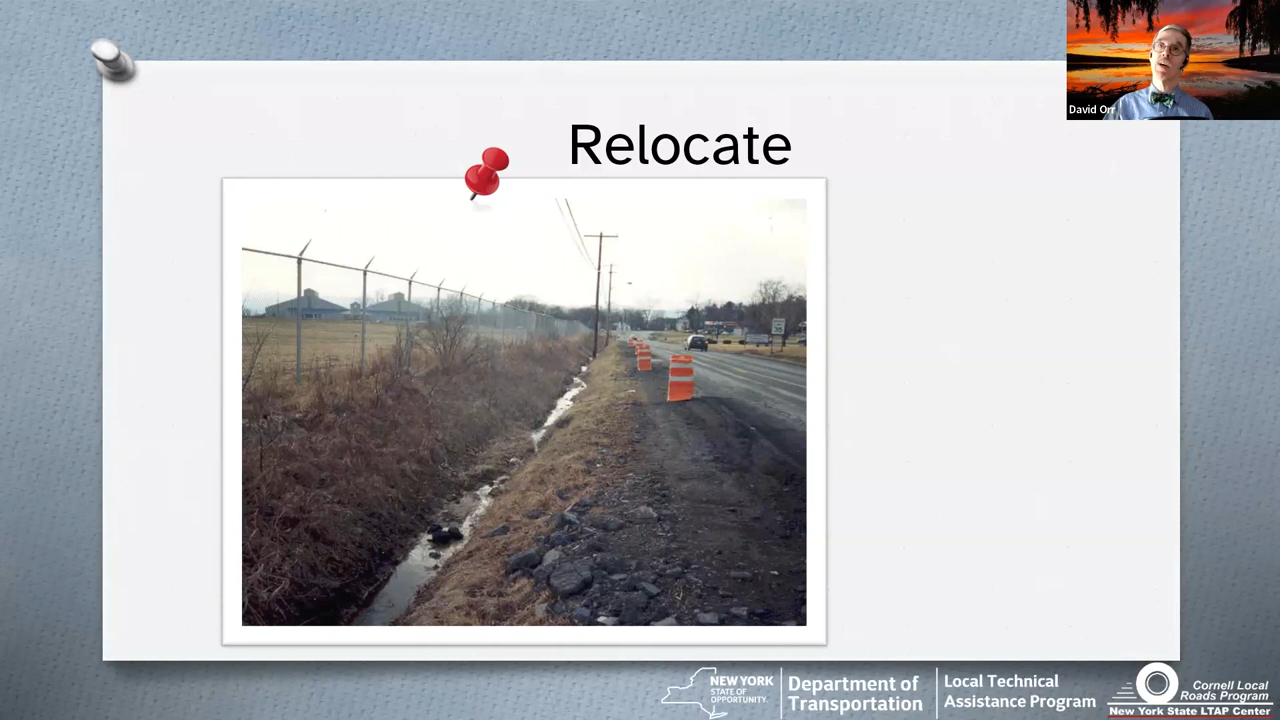 David Orr
Relocate
NEW YORK
STATE OF
OPPORTUNITY.
Department of
Transportation
Local Technical
Assistance Program
Cornell Local
Roads Program
New York State LTAP Center